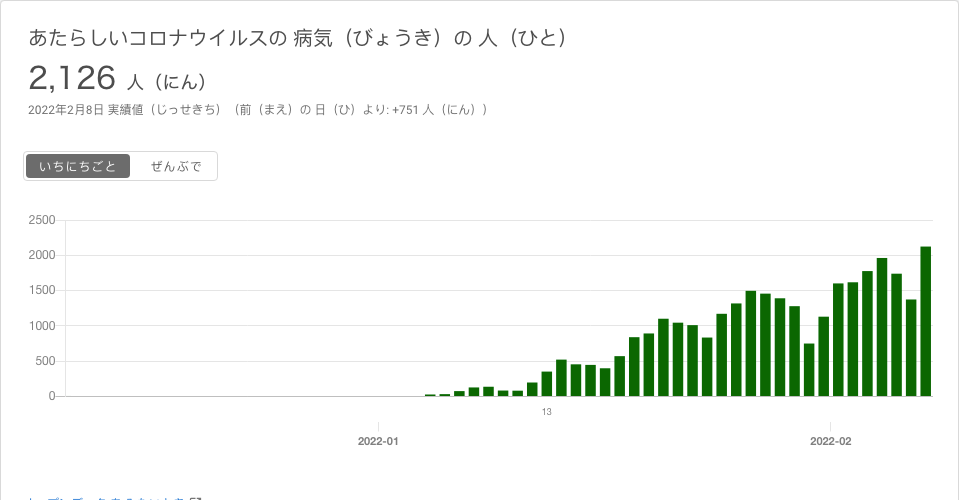 あたらしいコロナウイルスの 病気（びょうき）の 人（ひと）
2,126 人（にん）
2022年2月8日 実績値（じっせきち）（前（まえ）の 日（ひ）より: +751 人（にん））
いちにちごと ぜんぶで
2500
2000
1500
1000
500
0
13
2022-01 2022-02